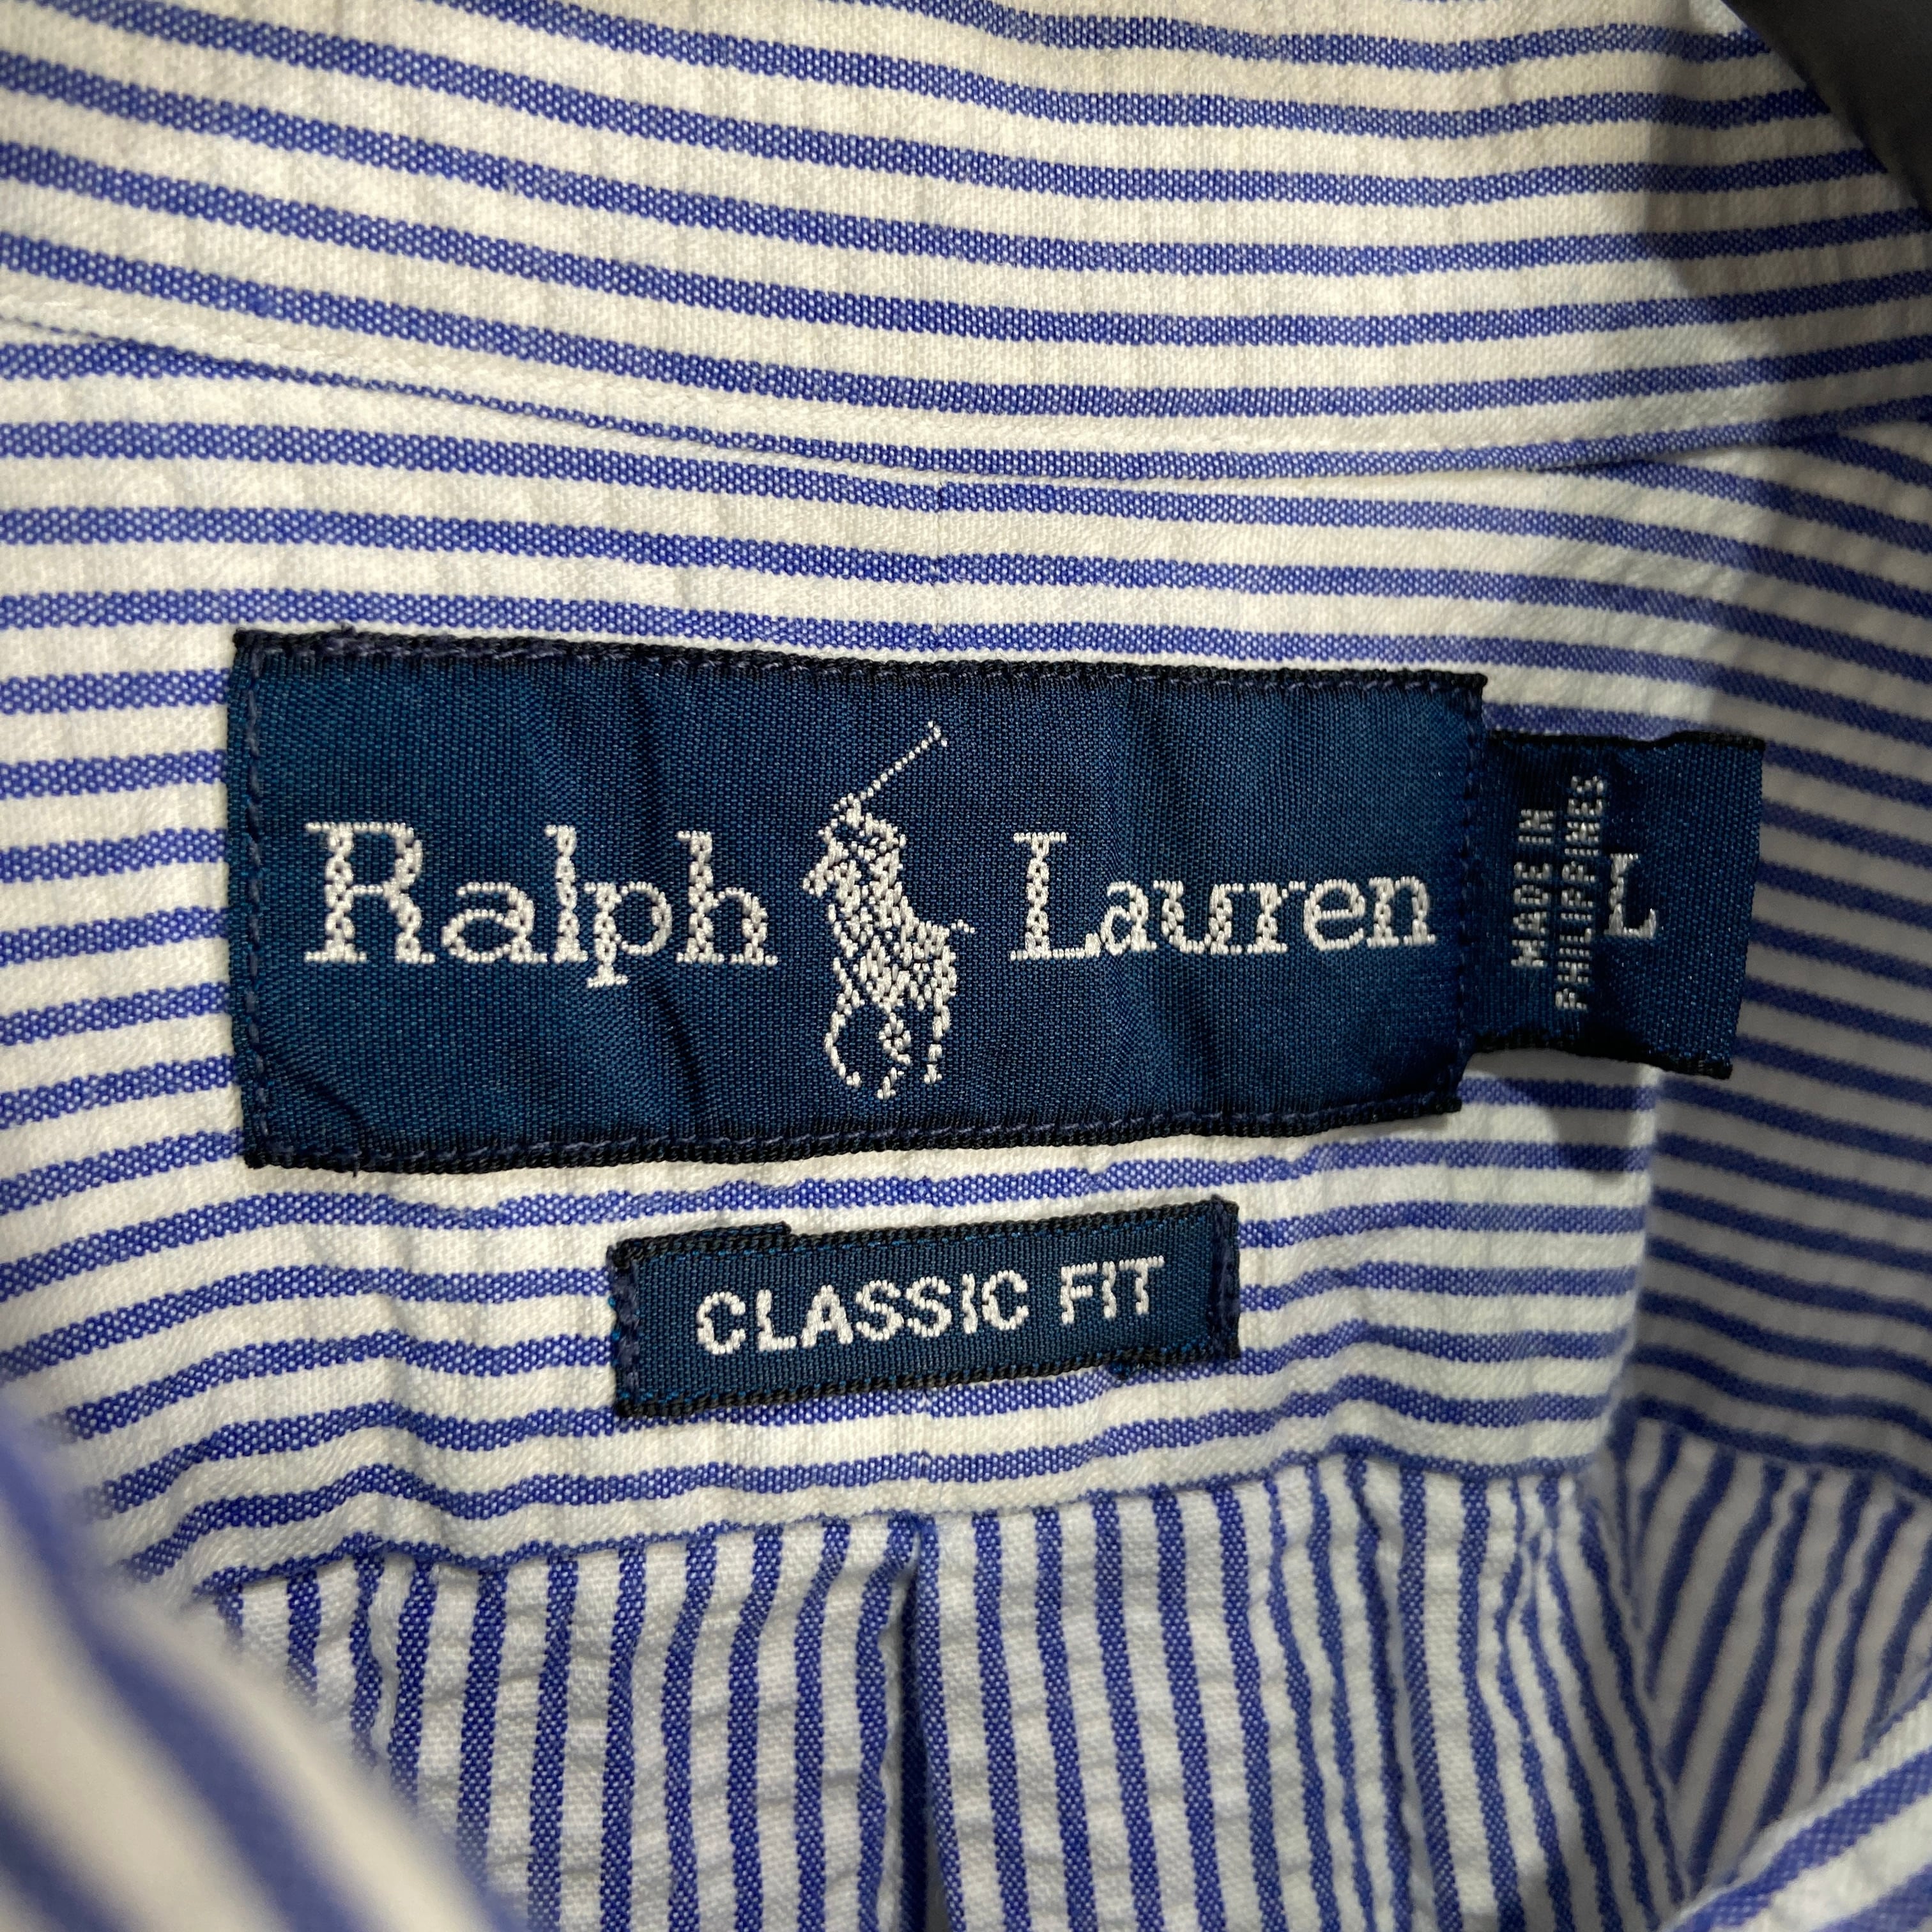 Ralph Lauren
MADE IN
PHILIPPINES
L
CLASSIC FIT